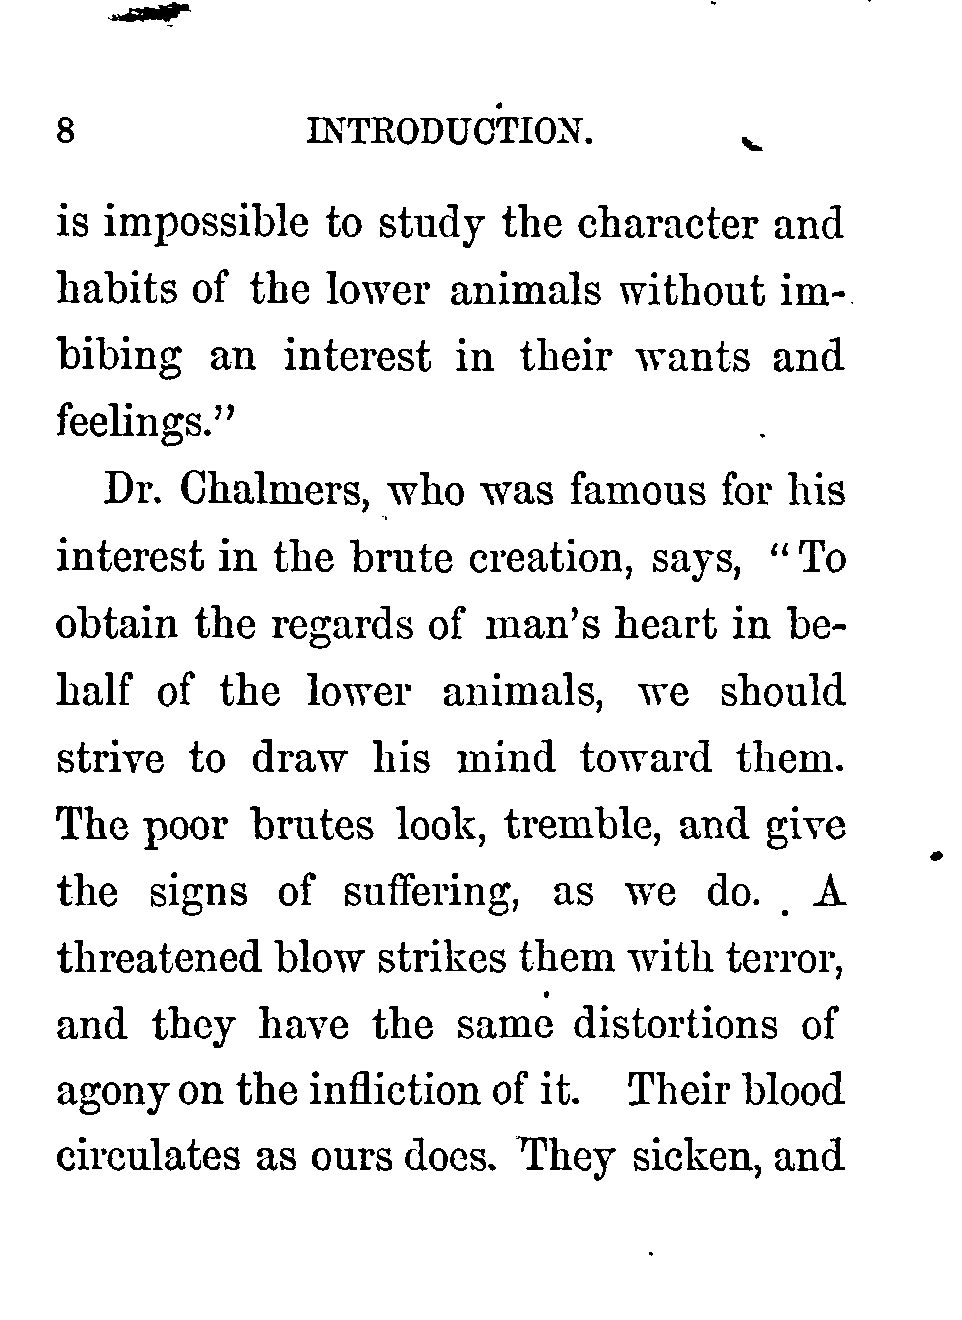 8 INTRODUCTION.
is impossible to study the character and
habits of the lower animals without im-
bibing an interest in their wants and
feelings."
Dr. Chalmers, who was famous for his
interest in the brute creation, says, "To
obtain the regards of man's heart in be-
half of the lower animals, we should
strive to draw his mind toward them.
The poor brutes look, tremble, and give
the signs of suffering, as we do. A
threatened blow strikes them with terror,
and they have the same distortions of
agony on the infliction of it. Their blood
circulates as ours does. They sicken, and